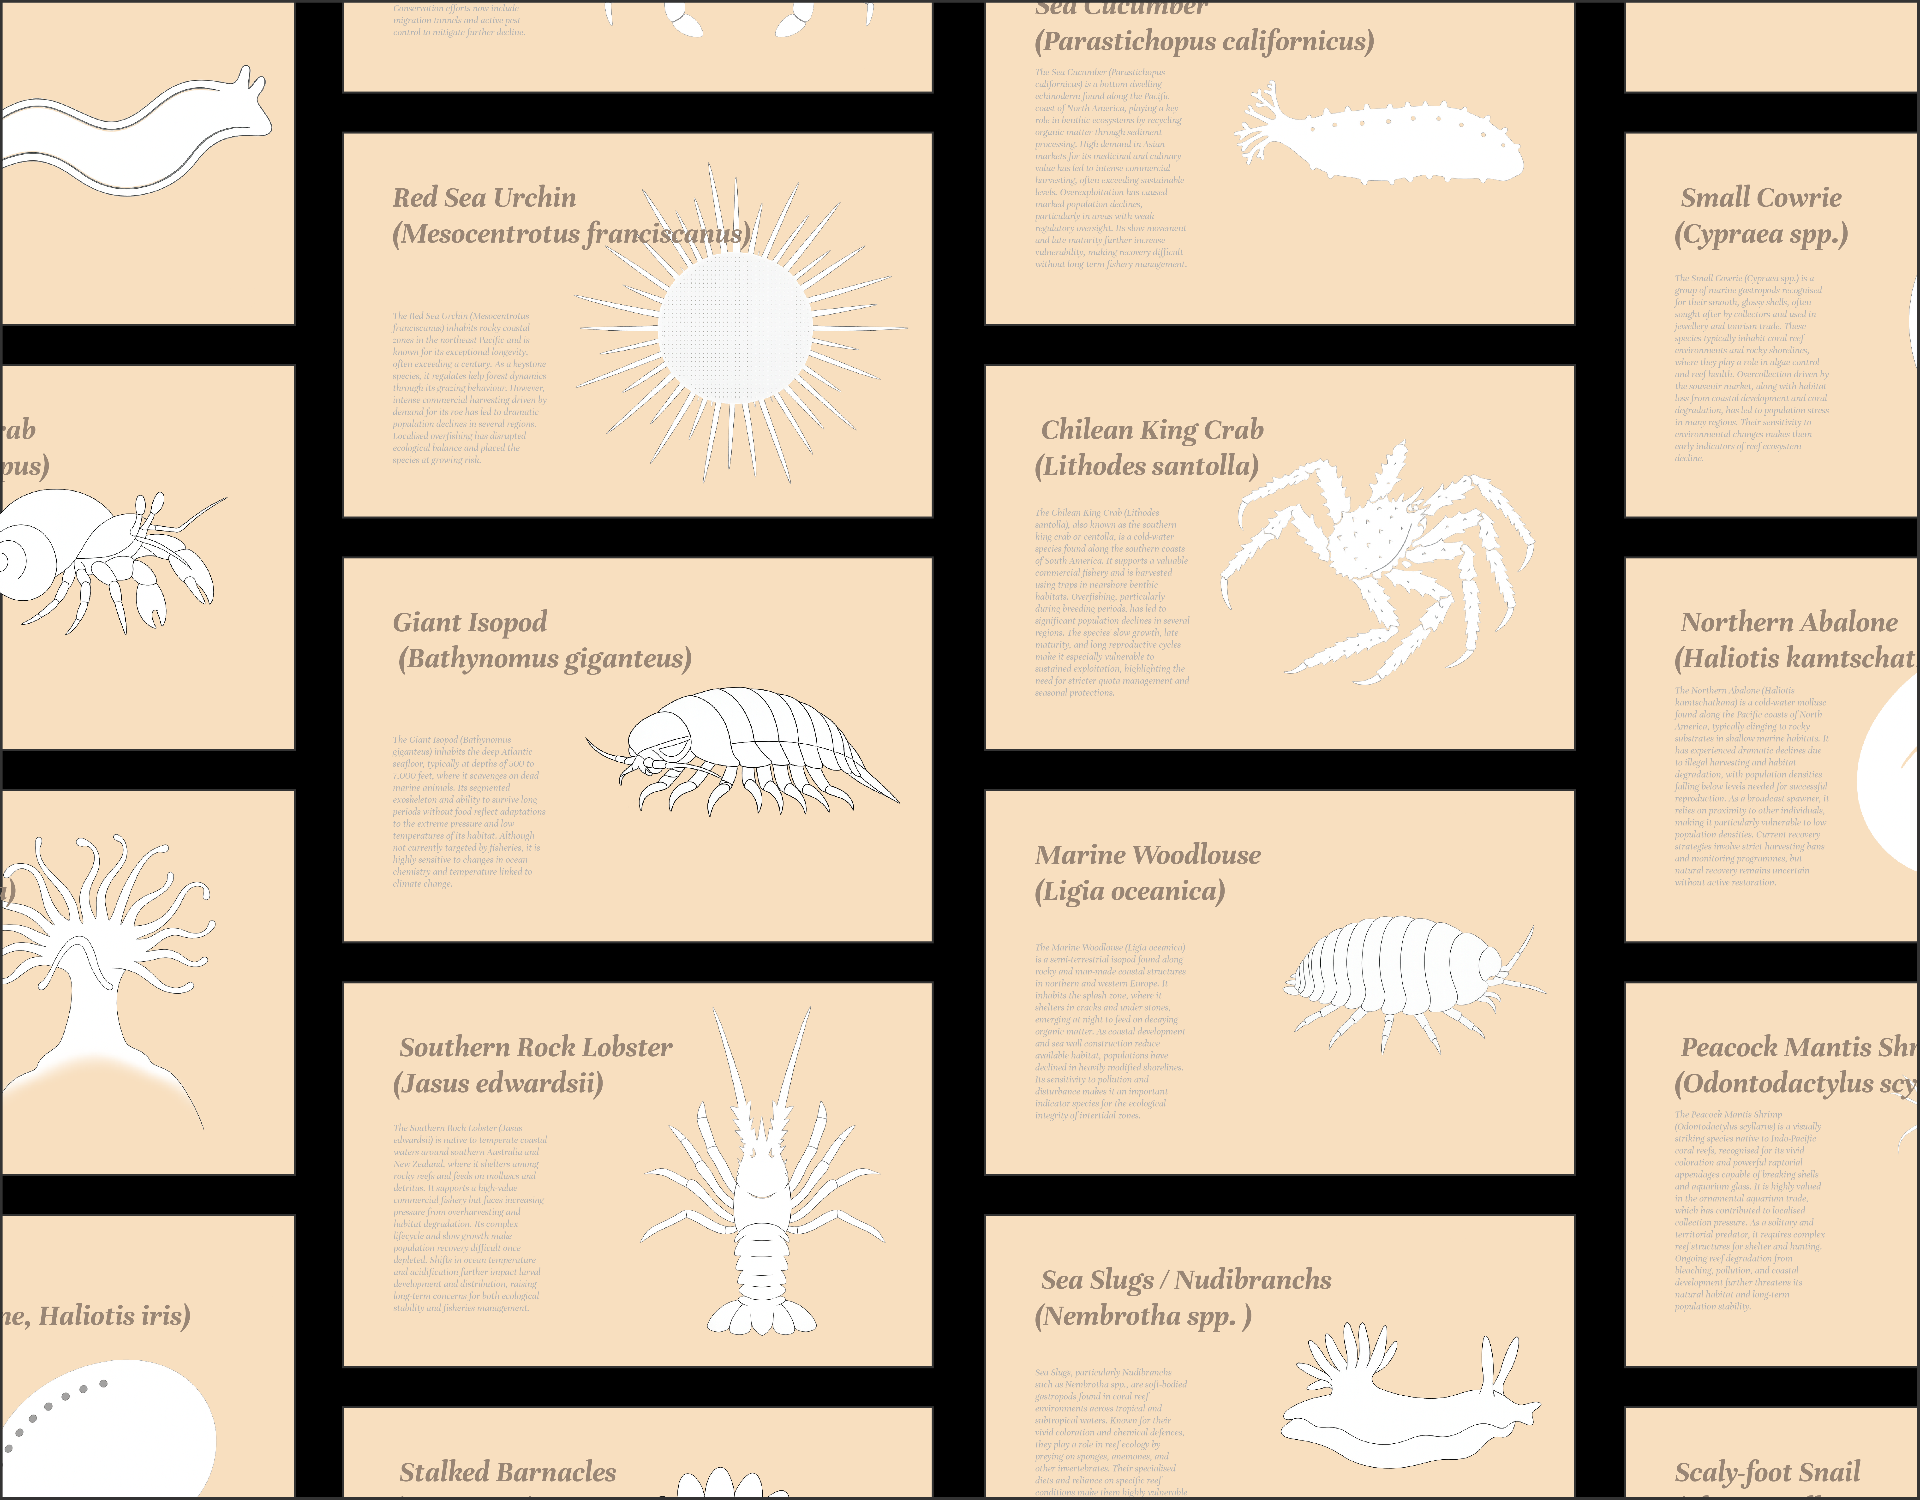 rab
pus)
a)
ne, Haliotis iris)
Conservation efforts now include
migration tunnels and active pest
control to mitigate further decline.
Red Sea Urchin
(Mesocentrotus franciscanus)
The Red Sea Urchin (Mesocentrotus
franciscanus) inhabits rocky coastal
zones in the northeast Pacific and is
known for its exceptional longevity,
often exceeding a century. As a keystone
species, it regulates kelp forest dynamics
through its grazing behaviour. However,
intense commercial harvesting driven by
demand for its roe has led to dramatic
population declines in several regions.
Localised overfishing has disrupted
ecological balance and placed the
species at growing risk.
Giant Isopod
(Bathynomus giganteus)
The Giant Isopod (Bathynomus
giganteus) inhabits the deep Atlantic
seafloor, typically at depths of 500 to
7,000 feet, where it scavenges on dead
marine animals. Its segmented
exoskeleton and ability to survive long
periods without food reflect adaptations
to the extreme pressure and low
temperatures of its habitat. Although
not currently targeted by fisheries, it is
highly sensitive to changes in ocean
chemistry and temperature linked to
climate change.
Southern Rock Lobster
(Jasus edwardsii)
The Southern Rock Lobster (Jasus
edwardsii) is native to temperate coastal
waters around southern Australia and
New Zealand, where it shelters among
rocky reefs and feeds on molluscs and
detritus. It supports a high-value
commercial fishery but faces increasing
pressure from overharvesting and
habitat degradation. Its complex
lifecycle and slow growth make
population recovery difficult once
depleted. Shifts in ocean temperature
and acidification further impact larval
development and distribution, raising
long-term concerns for both ecological
stability and fisheries management.
Stalked Barnacles
Sea Cucumber
(Parastichopus californicus)
The Sea Cucumber (Parastichopus
californicus) is a bottom dwelling
echinoderm found along the Pacific
coast of North America, playing a key
role in benthic ecosystems by recycling
organic matter through sediment
processing. High demand in Asian
markets for its medicinal and culinary
value has led to intense commercial
harvesting, often exceeding sustainable
levels. Overexploitation has caused
marked population declines,
particularly in areas with weak
regulatory oversight. Its slow movement
and late maturity further increase
vulnerability, making recovery difficult
without long term fishery management.
Chilean King Crab
(Lithodes santolla)
The Chilean King Crab (Lithodes
santolla), also known as the southern
king crab or centolla, is a cold-water
species found along the southern coasts
of South America. It supports a valuable
commercial fishery and is harvested
using traps in nearshore benthic
habitats. Overfishing, particularly
during breeding periods, has led to
significant population declines in several
regions. The species slow growth, late
maturity, and long reproductive cycles
make it especially vulnerable to
sustained exploitation, highlighting the
need for stricter quota management and
seasonal protections.
Marine Woodlouse
(Ligia oceanica)
The Marine Woodlouse (Ligia oceanica)
is a semi-terrestrial isopod found along
rocky and man-made coastal structures
in northern and western Europe. It
inhabits the splash zone, where it
shelters in cracks and under stones,
emerging at night to feed on decaying
organic matter. As coastal development
and sea wall construction reduce
available habitat, populations have
declined in heavily modified shorelines.
Its sensitivity to pollution and
disturbance makes it an important
indicator species for the ecological
integrity of intertidal zones.
Sea Slugs / Nudibranchs
(Nembrotha spp. )
Sea Slugs, particularly Nudibranchs
such as Nembrotha spp., are soft-bodied
gastropods found in coral reef
environments across tropical and
subtropical waters. Known for their
vivid coloration and chemical defences,
they play a role in reef ecology by
preying on sponges, anemones, and
other invertebrates. Their specialised
diets and reliance on specific reef
conditions make them highly vulnerable
Small Cowrie
(Cypraea spp.)
The Small Cowrie (Cypraea spp.) is a
group of marine gastropods recognised
for their smooth, glossy shells, often
sought after by collectors and used in
jewellery and tourism trade. These
species typically inhabit coral reef
environments and rocky shorelines,
where they play a role in algae control
and reef health. Overcollection driven by
the souvenir market, along with habitat
loss from coastal development and coral
degradation, has led to population stress
in many regions. Their sensitivity to
environmental changes makes them
early indicators of reef ecosystem
decline.
Northern Abalone
(Haliotis kamtschat
The Northern Abalone (Haliotis
kamtschatkana) is a cold-water mollusc
found along the Pacific coasts of North
America, typically clinging to rocky
substrates in shallow marine habitats. It
has experienced dramatic declines due
to illegal harvesting and habitat
degradation, with population densities
falling below levels needed for successful
reproduction. As a broadcast spawner, it
relies on proximity to other individuals,
making it particularly vulnerable to low
population densities. Current recovery
strategies involve strict harvesting bans
and monitoring programmes, but
natural recovery remains uncertain
without active restoration.
Peacock Mantis Shr
(Odontodactylus scy
The Peacock Mantis Shrimp
(Odontodactylus scyllarus) is a visually
striking species native to Indo-Pacific
coral reefs, recognised for its vivid
coloration and powerful raptorial
appendages capable of breaking shells
and aquarium glass. It is highly valued
in the ornamental aquarium trade,
which has contributed to localised
collection pressure. As a solitary and
territorial predator, it requires complex
reef structures for shelter and hunting.
Ongoing reef degradation from
bleaching, pollution, and coastal
development further threatens its
natural habitat and long-term
population stability.
Scaly-foot Snail